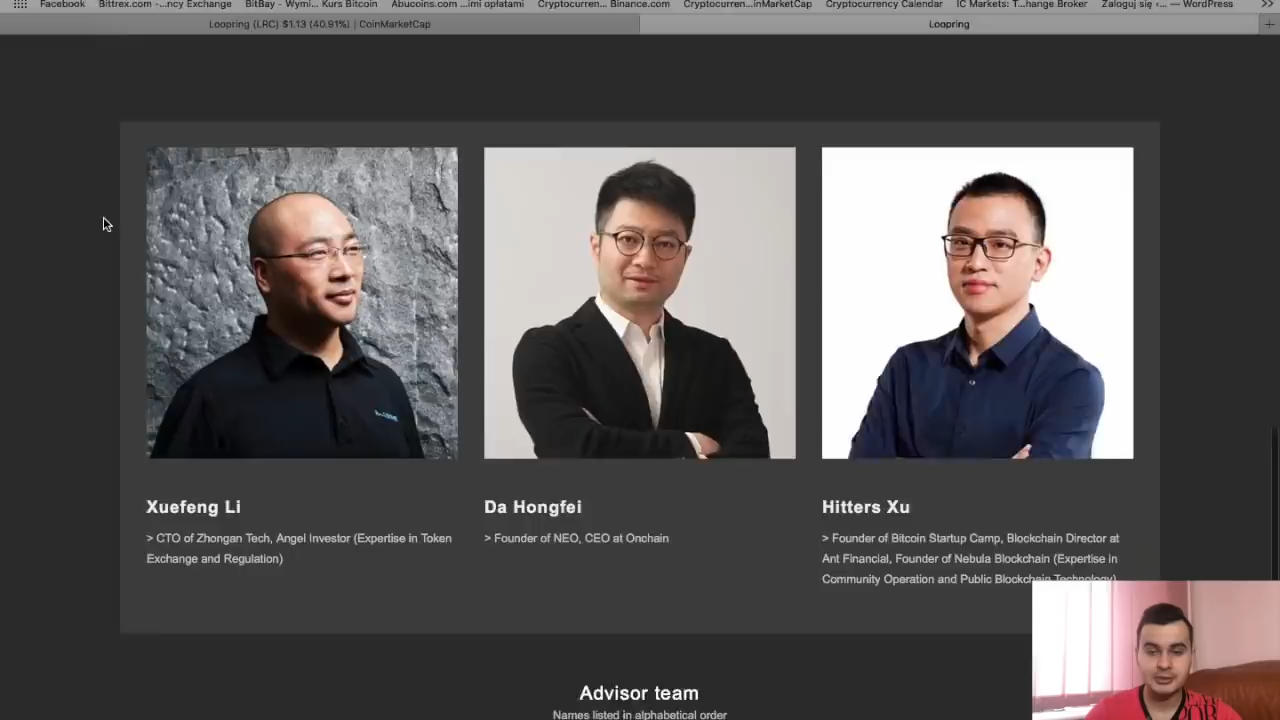 Facebook Bittrex.com -...ncy Exchange BitBay - Wymi... Kurs Bitcoin Abucoins.com ...imi opłatami Cryptocurren... Binance.com Cryptocurren...inMarketCap Cryptocurrency Calendar IC Markets: T...hange Broker Zaloguj się ‹... — WordPress
Loopring (LRC) $1.13 (40.91%) | CoinMarketCap Loopring
Xuefeng Li
> CTO of Zhongan Tech, Angel Investor (Expertise in Token
Exchange and Regulation)
Da Hongfei
> Founder of NEO, CEO at Onchain
Hitters Xu
> Founder of Bitcoin Startup Camp, Blockchain Director at
Ant Financial, Founder of Nebula Blockchain (Expertise in
Community Operation and Public Blockchain Technology)
Advisor team
Names listed in alphabetical order